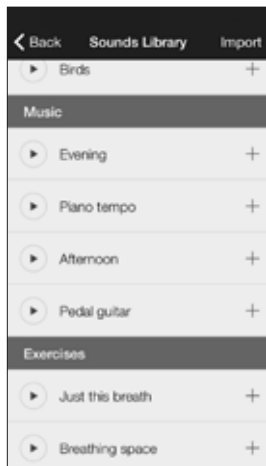 Back Sounds Library Import
Birds
Music
Evening
Piano tempo
Afternoon
Pedal guitar
Exercises
Just this breath
Breathing space